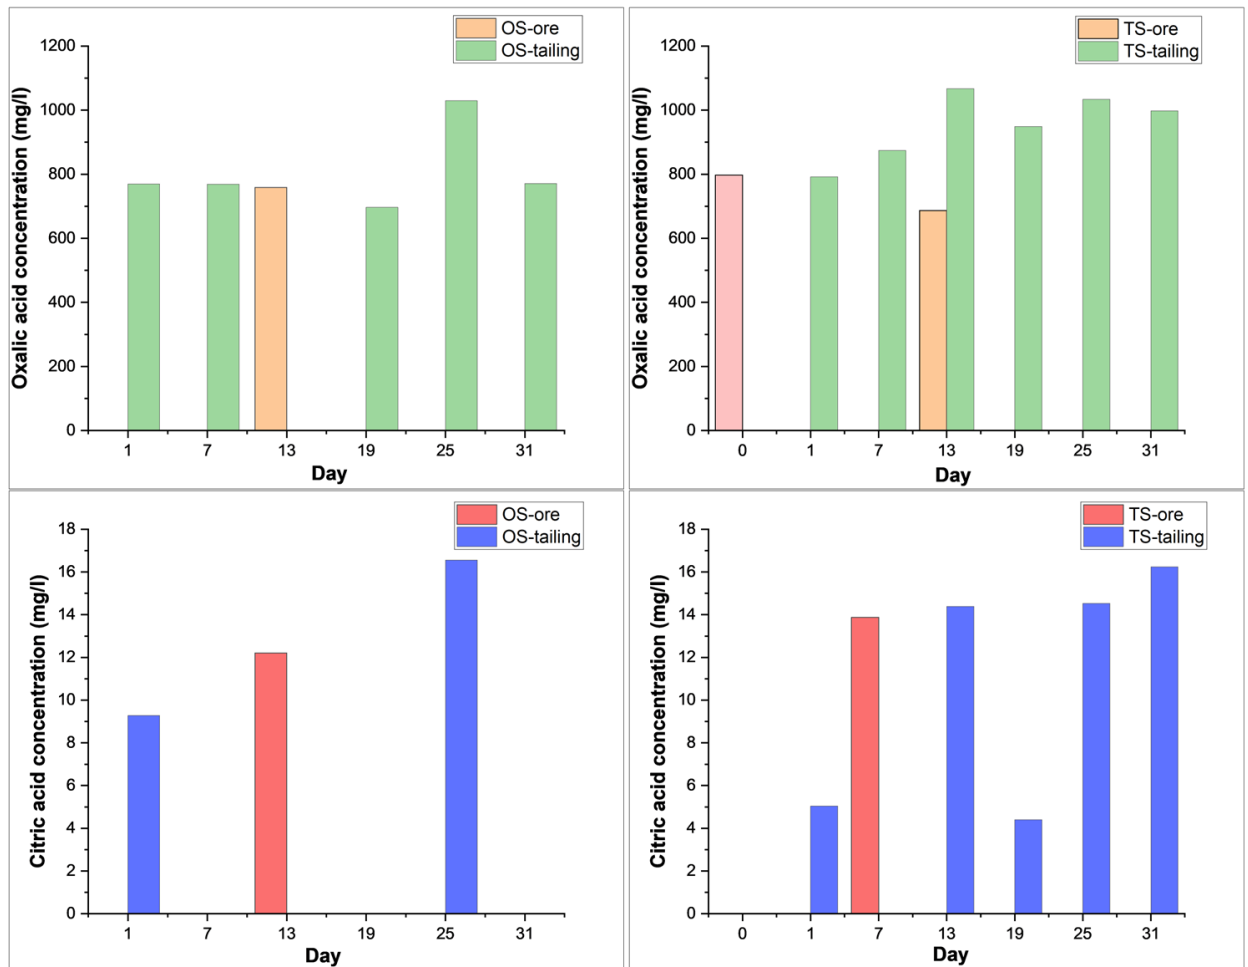 OS-ore
OS-tailing
1200
1000
800
600
400
200
0
Oxalic acid concentration (mg/l)
1 7 13 19 25 31
Day
TS-ore
TS-tailing
1200
1000
800
600
400
200
0
Oxalic acid concentration (mg/l)
0 1 7 13 19 25 31
Day
OS-ore
OS-tailing
18
16
14
12
10
8
6
4
2
0
Citric acid concentration (mg/l)
1 7 13 19 25 31
Day
TS-ore
TS-tailing
18
16
14
12
10
8
6
4
2
0
Citric acid concentration (mg/l)
0 1 7 13 19 25 31
Day